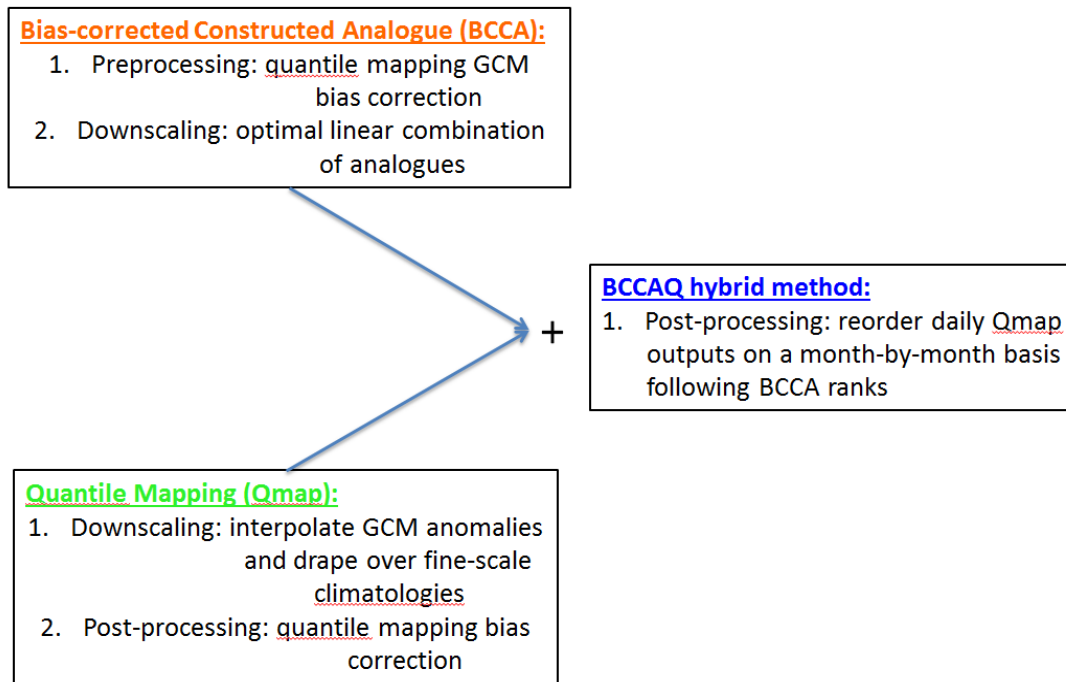 Bias-corrected Constructed Analogue (BCCA):
1. Preprocessing: quantile mapping GCM
bias correction
2. Downscaling: optimal linear combination
of analogues
+
BCCAQ hybrid method:
1. Post-processing: reorder daily Qmap
outputs on a month-by-month basis
following BCCA ranks
Quantile Mapping (Qmap):
1. Downscaling: interpolate GCM anomalies
and drape over fine-scale
climatologies
2. Post-processing: quantile mapping bias
correction